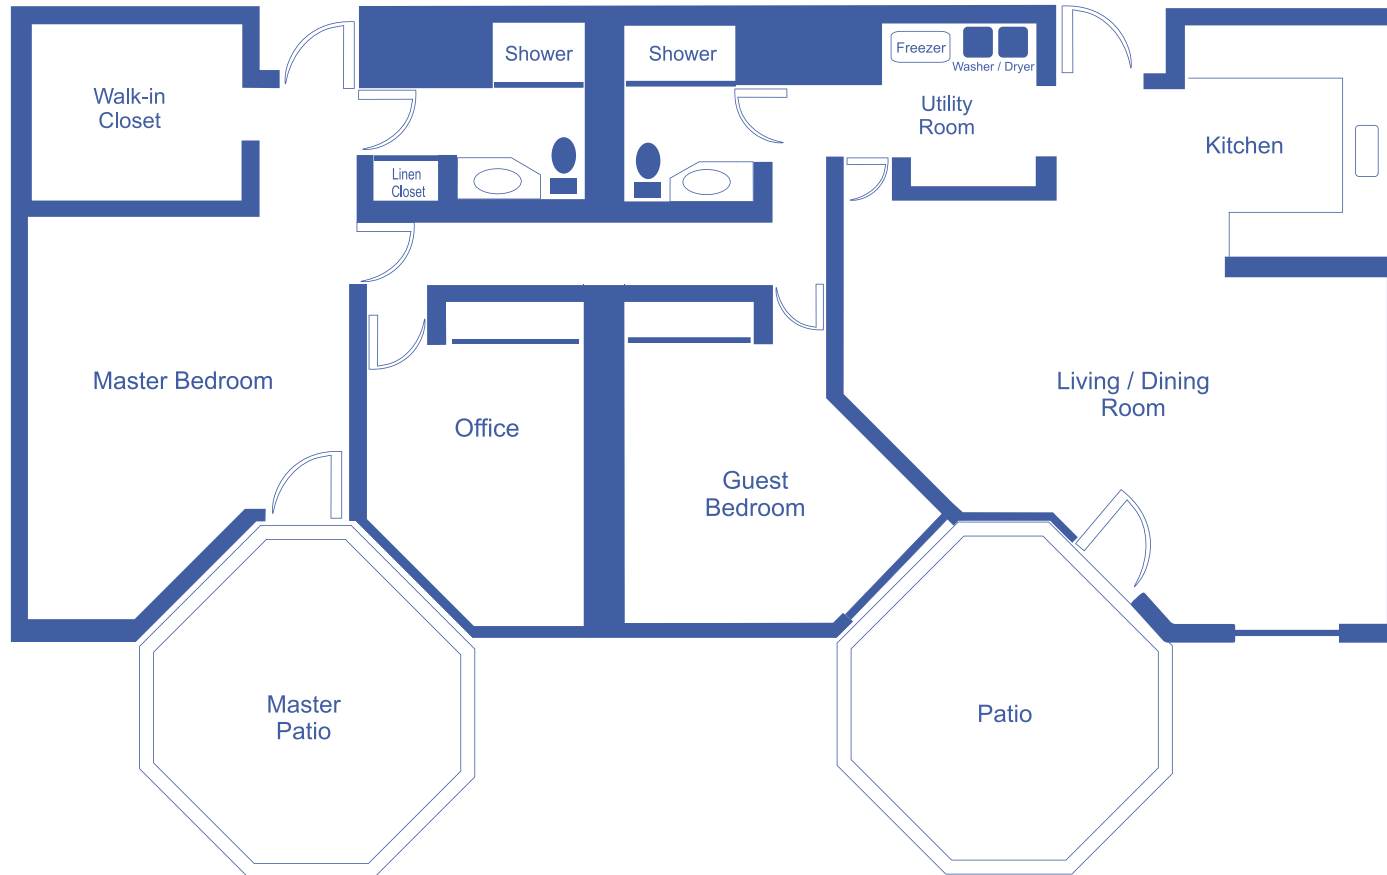 Shower
Shower
Freezer
Washer / Dryer
Walk-in
Closet
Utility
Room
Kitchen
Linen
Closet
Master Bedroom
Living / Dining
Room
Office
Guest
Bedroom
Master
Patio
Patio